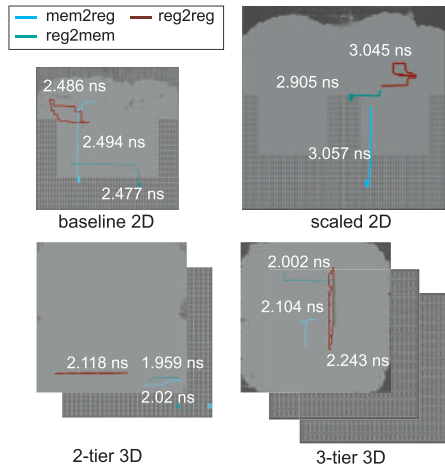 mem2reg reg2reg
reg2mem
2.486 ns
2.494 ns
2.477 ns
baseline 2D
3.045 ns
2.905 ns
3.057 ns
scaled 2D
2.118 ns
1.959 ns
2.02 ns
2-tier 3D
2.002 ns
2.104 ns
2.243 ns
3-tier 3D